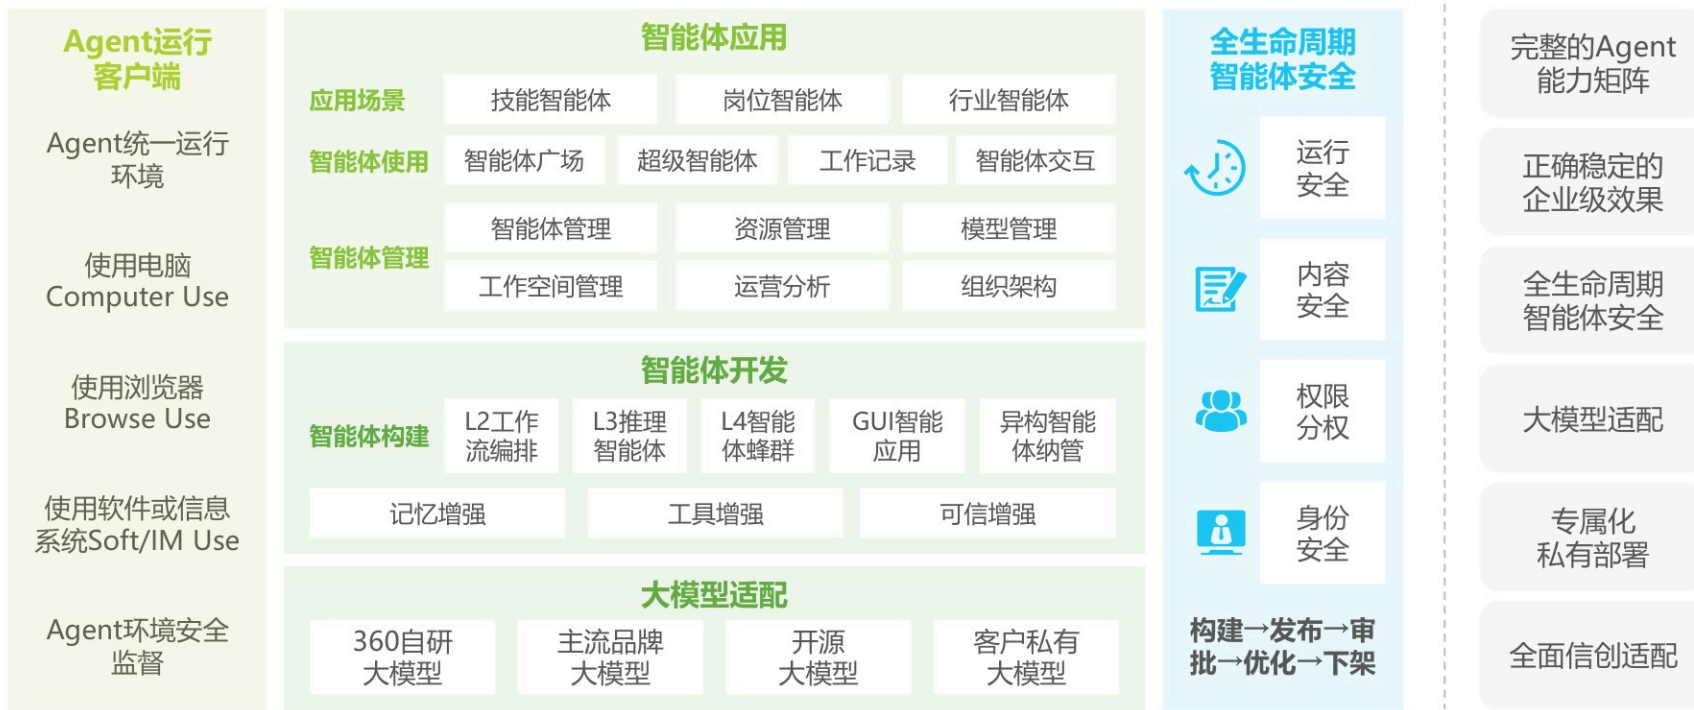 Agent运行
客户端
Agent统一运行
环境
使用电脑
Computer Use
使用浏览器
Browse Use
使用软件或信息
系统Soft/IM Use
Agent环境安全
监督
智能体应用
应用场景
技能智能体
岗位智能体
行业智能体
智能体使用
智能体广场
超级智能体
工作记录
智能体交互
智能体管理
智能体管理
资源管理
模型管理
工作空间管理
运营分析
组织架构
智能体开发
智能体构建
L2工作
流编排
L3推理
智能体
L4智能
体蜂群
GUI智能
应用
异构智能
体纳管
记忆增强
工具增强
可信增强
大模型适配
360自研
大模型
主流品牌
大模型
开源
大模型
客户私有
大模型
全生命周期
智能体安全
运行
安全
内容
安全
权限
分权
身份
安全
构建→发布→审
批→优化→下架
完整的Agent
能力矩阵
正确稳定的
企业级效果
全生命周期
智能体安全
大模型适配
专属化
私有部署
全面信创适配